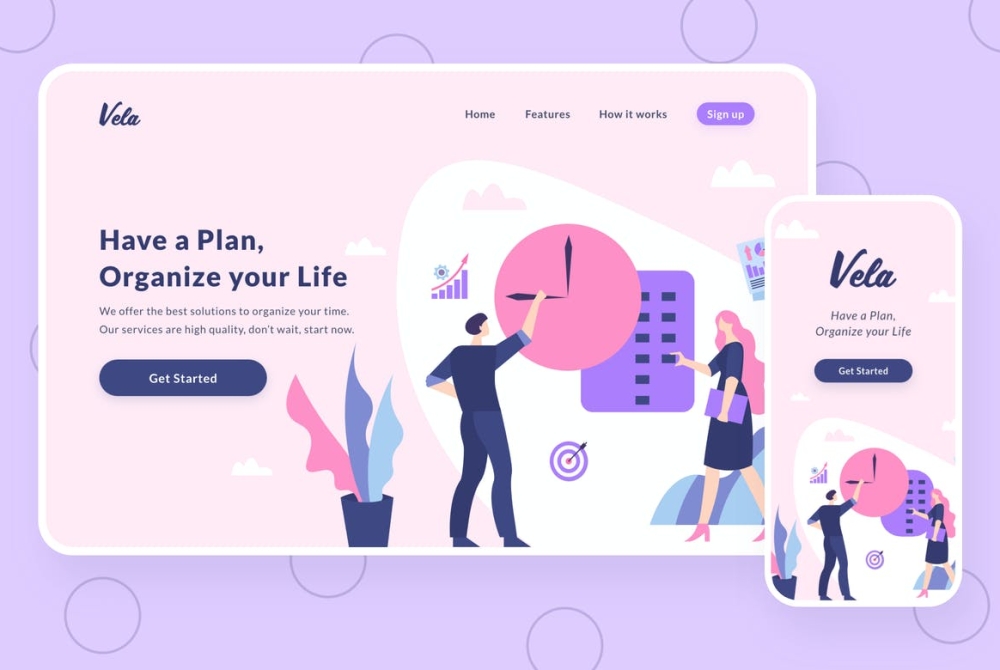 Vela
Home Features How it works Sign up
Have a Plan,
Organize your Life
We offer the best solutions to organize your time.
Our services are high quality, don't wait, start now.
Get Started
Vela
Have a Plan,
Organize your Life
Get Started